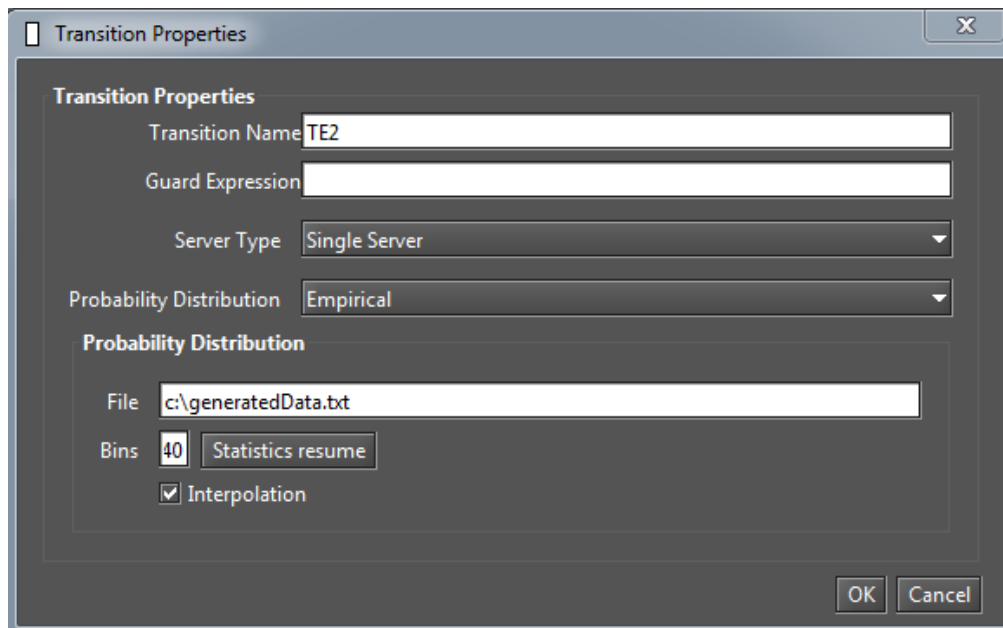 Transition Properties
Transition Properties
Transition Name TE2
Guard Expression
Server Type Single Server
Probability Distribution Empirical
Probability Distribution
File c:\generatedData.txt
Bins 40 Statistics resume
Interpolation
OK Cancel